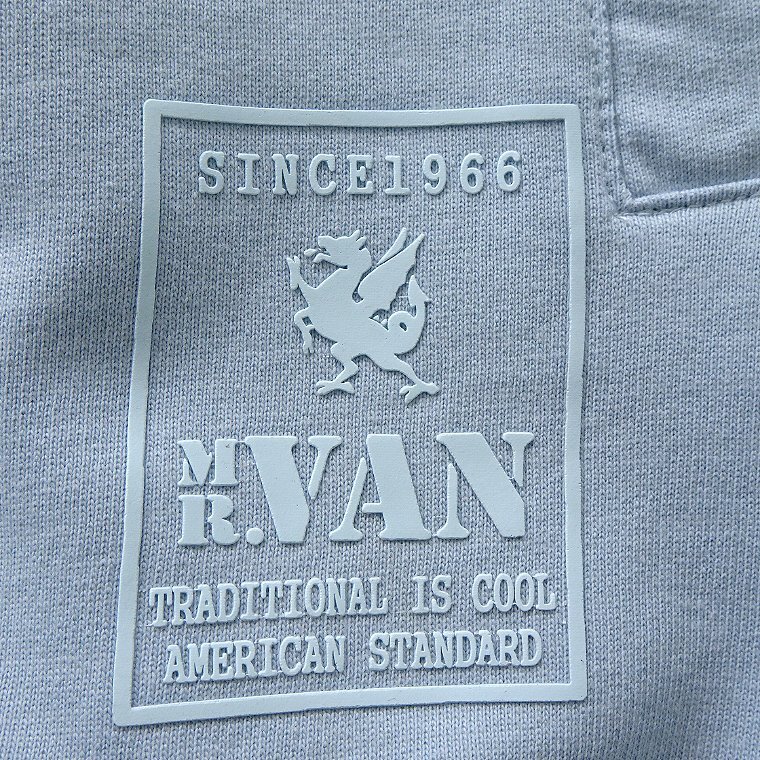 SINCE1966
MR.VAN
TRADITIONAL IS COOL
AMERICAN STANDARD